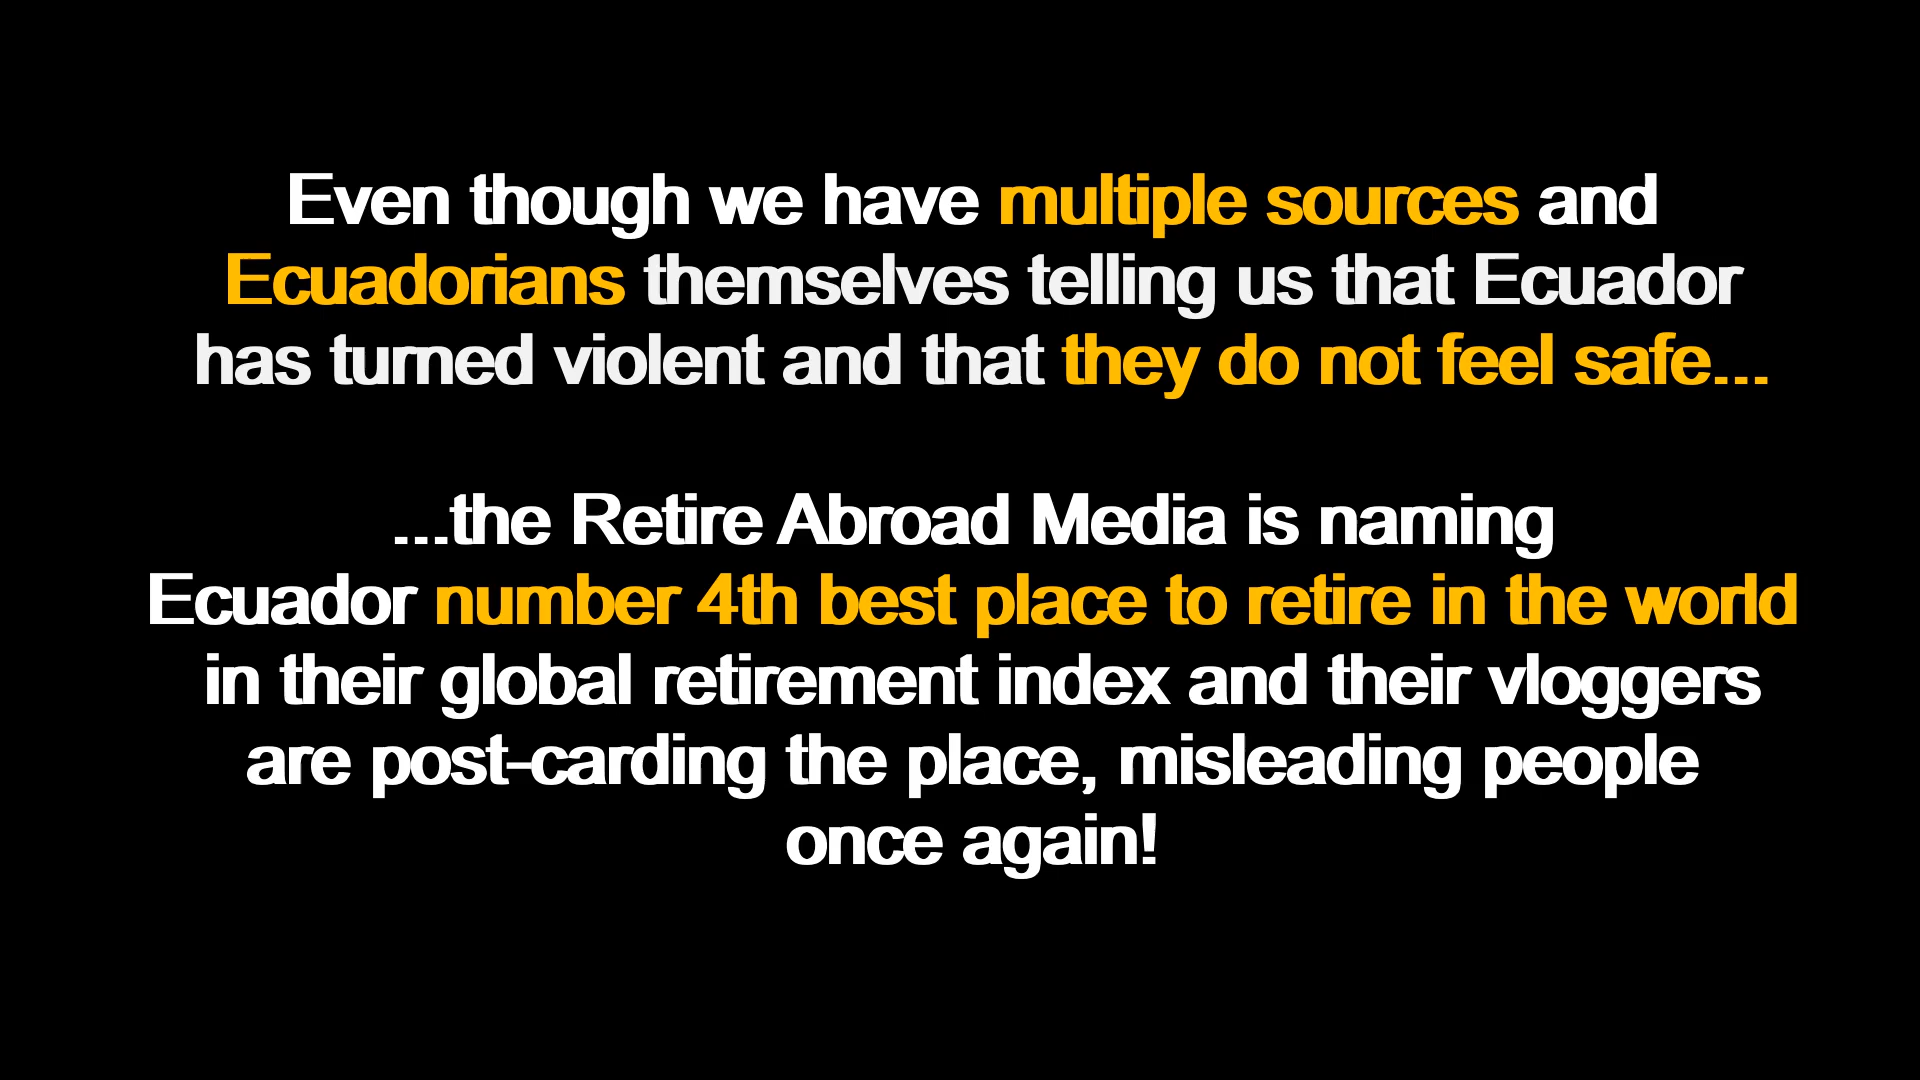 Even though we have multiple sources and
Ecuadorians themselves telling us that Ecuador
has turned violent and that they do not feel safe...
...the Retire Abroad Media is naming
Ecuador number 4th best place to retire in the world
in their global retirement index and their vloggers
are post-carding the place, misleading people
once again!